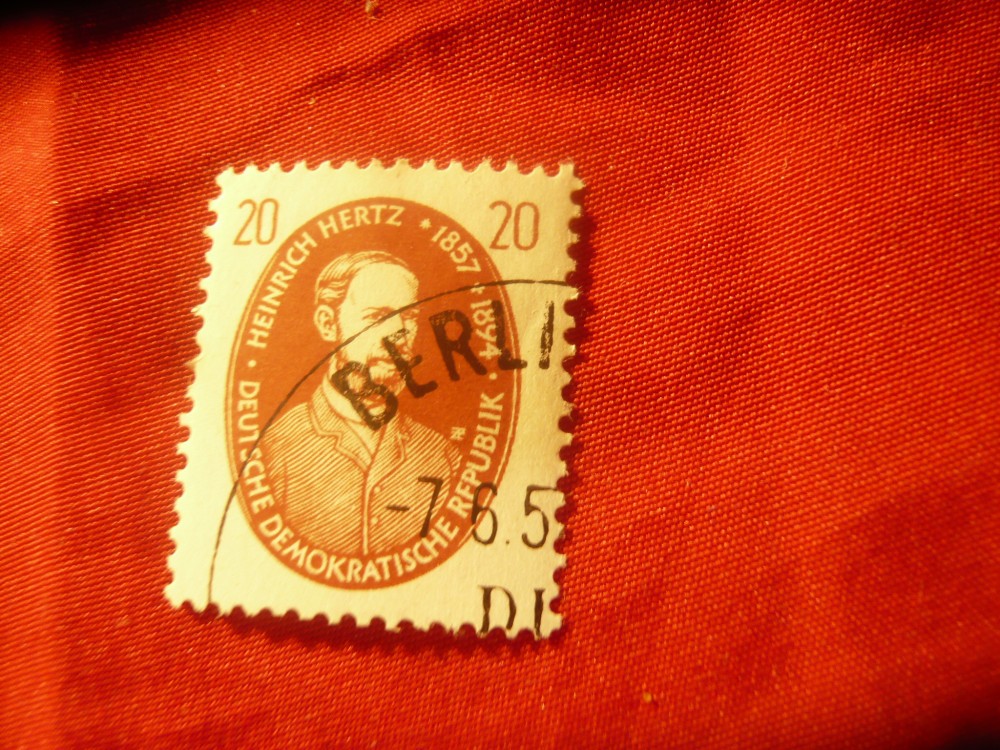 20 20
HEINRICH HERTZ * 1857 * 1894 ·
· DEUTSCHE DEMOKRATISCHE REPUBLIK
BERLI
-7.6.5
DI